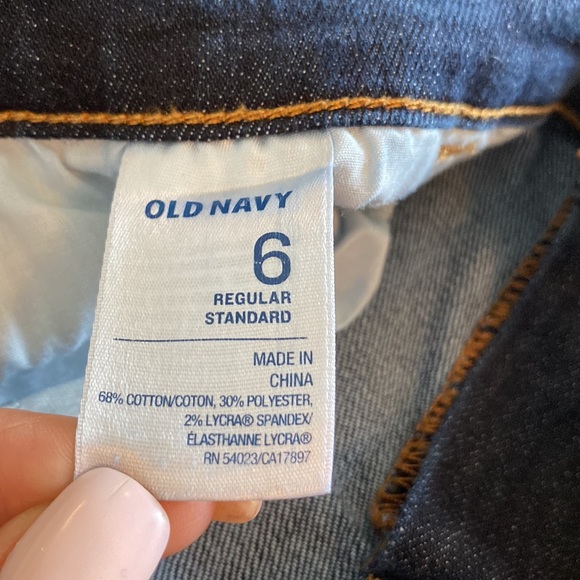 OLD NAVY
6
REGULAR
STANDARD
MADE IN
CHINA
68% COTTON/COTON, 30% POLYESTER,
2% LYCRA® SPANDEX/
ÉLASTHANNE LYCRA®
RN 54023/CA17897